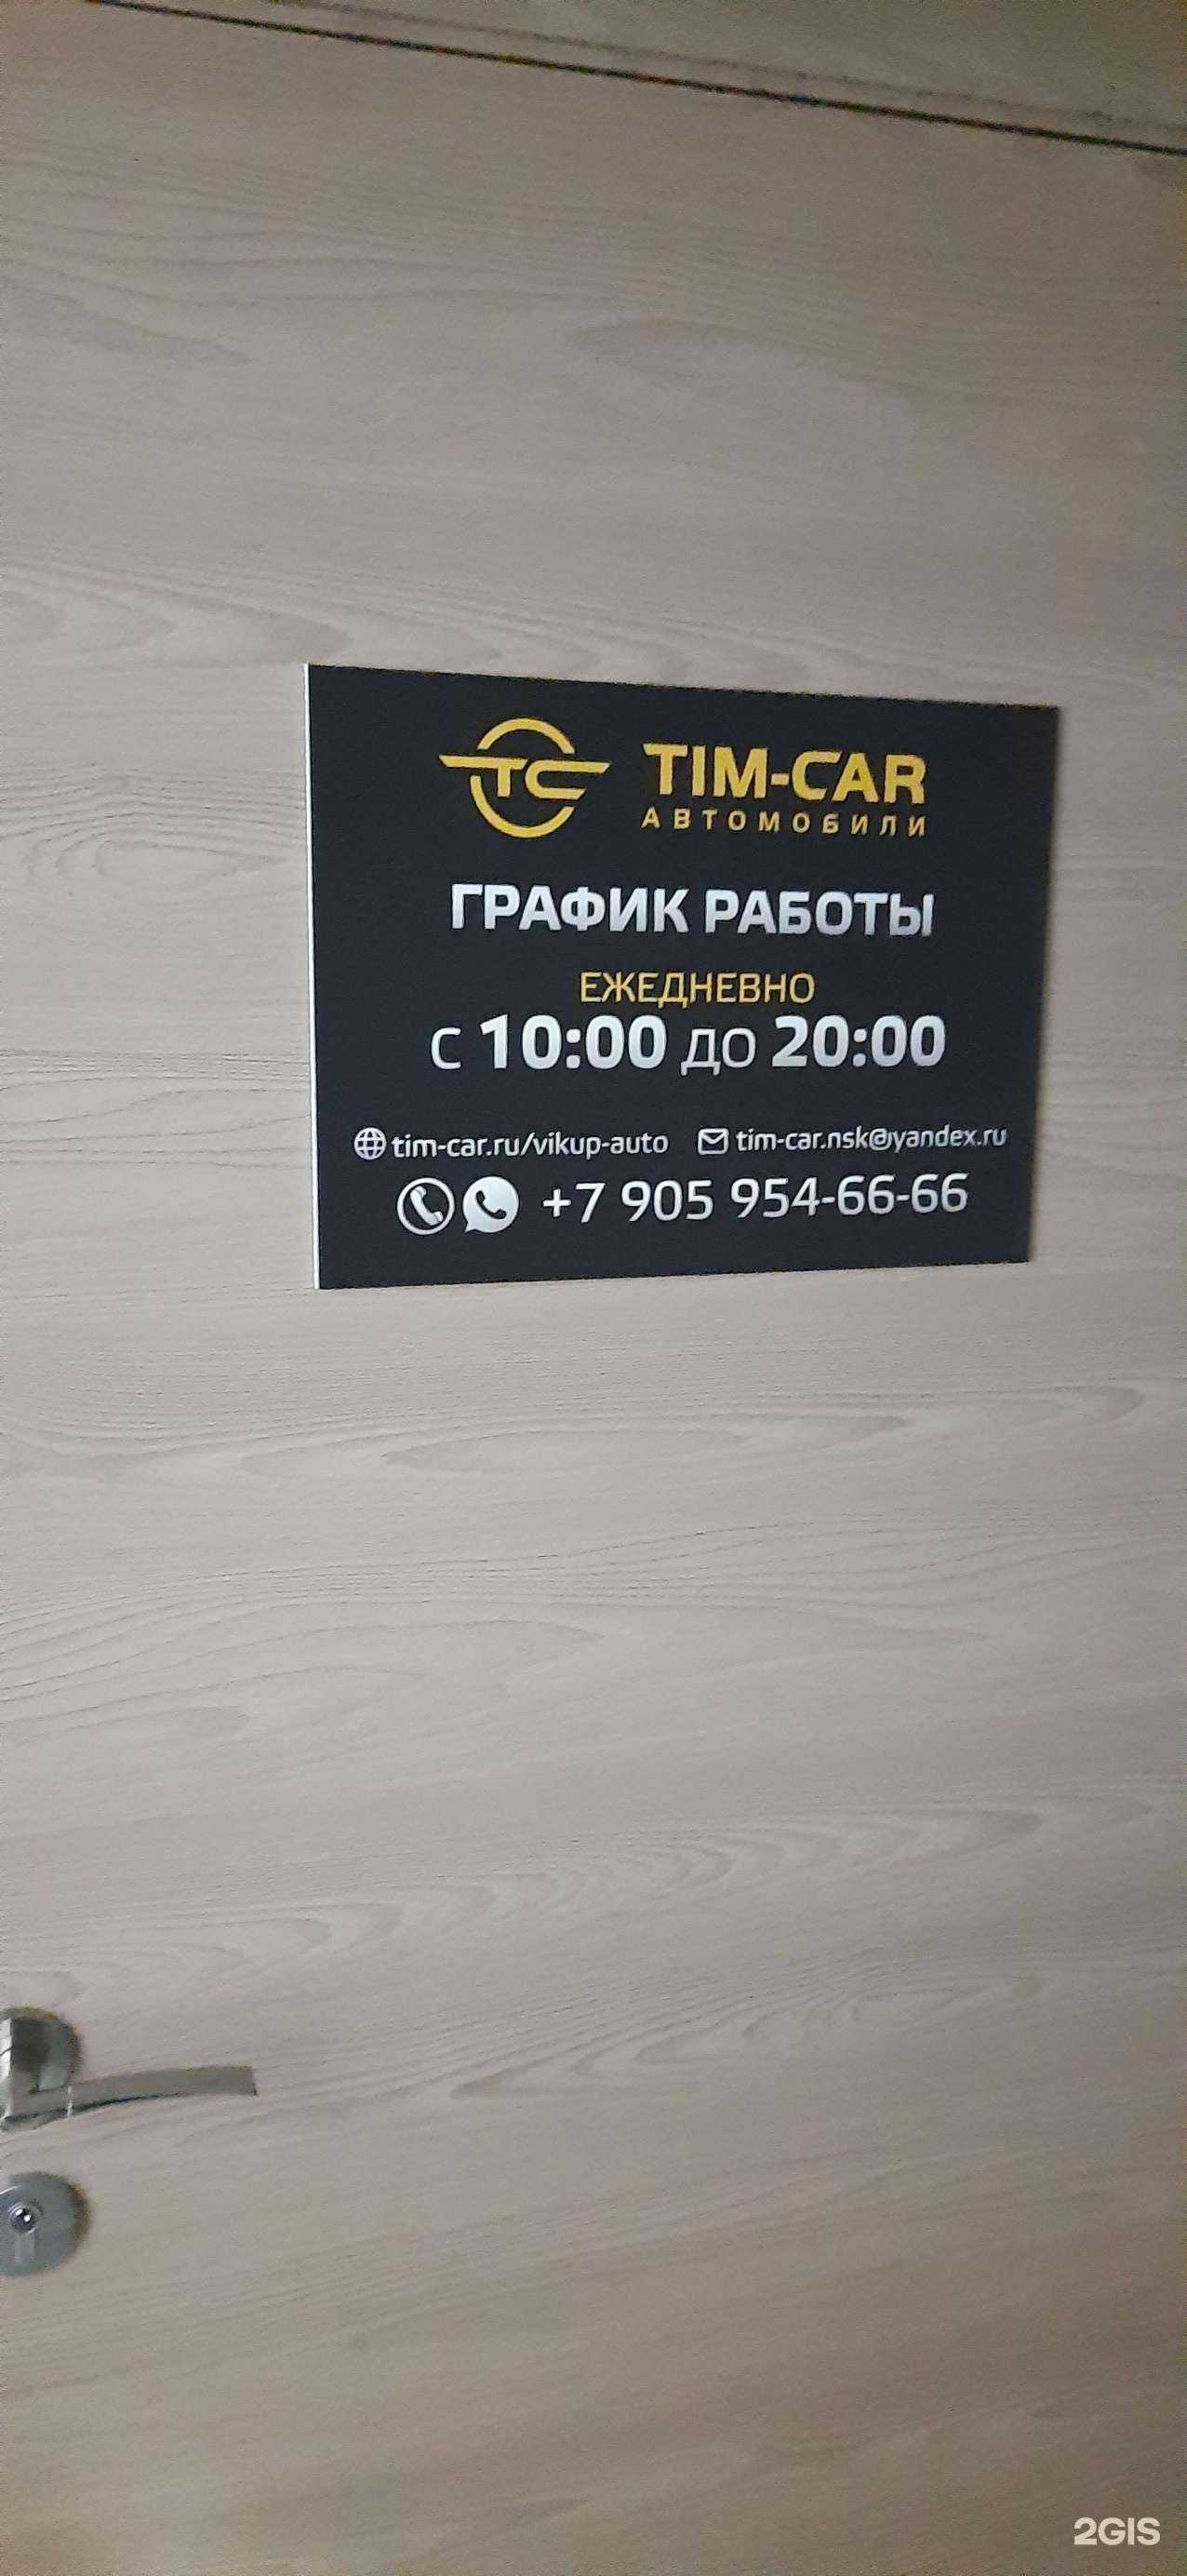 TC TIM-CAR
АВТОМОБИЛИ
ГРАФИК РАБОТЫ
ЕЖЕДНЕВНО
С 10:00 ДО 20:00
tim-car.ru/vikup-auto tim-car.nsk@yandex.ru
+7 905 954-66-66
2GIS